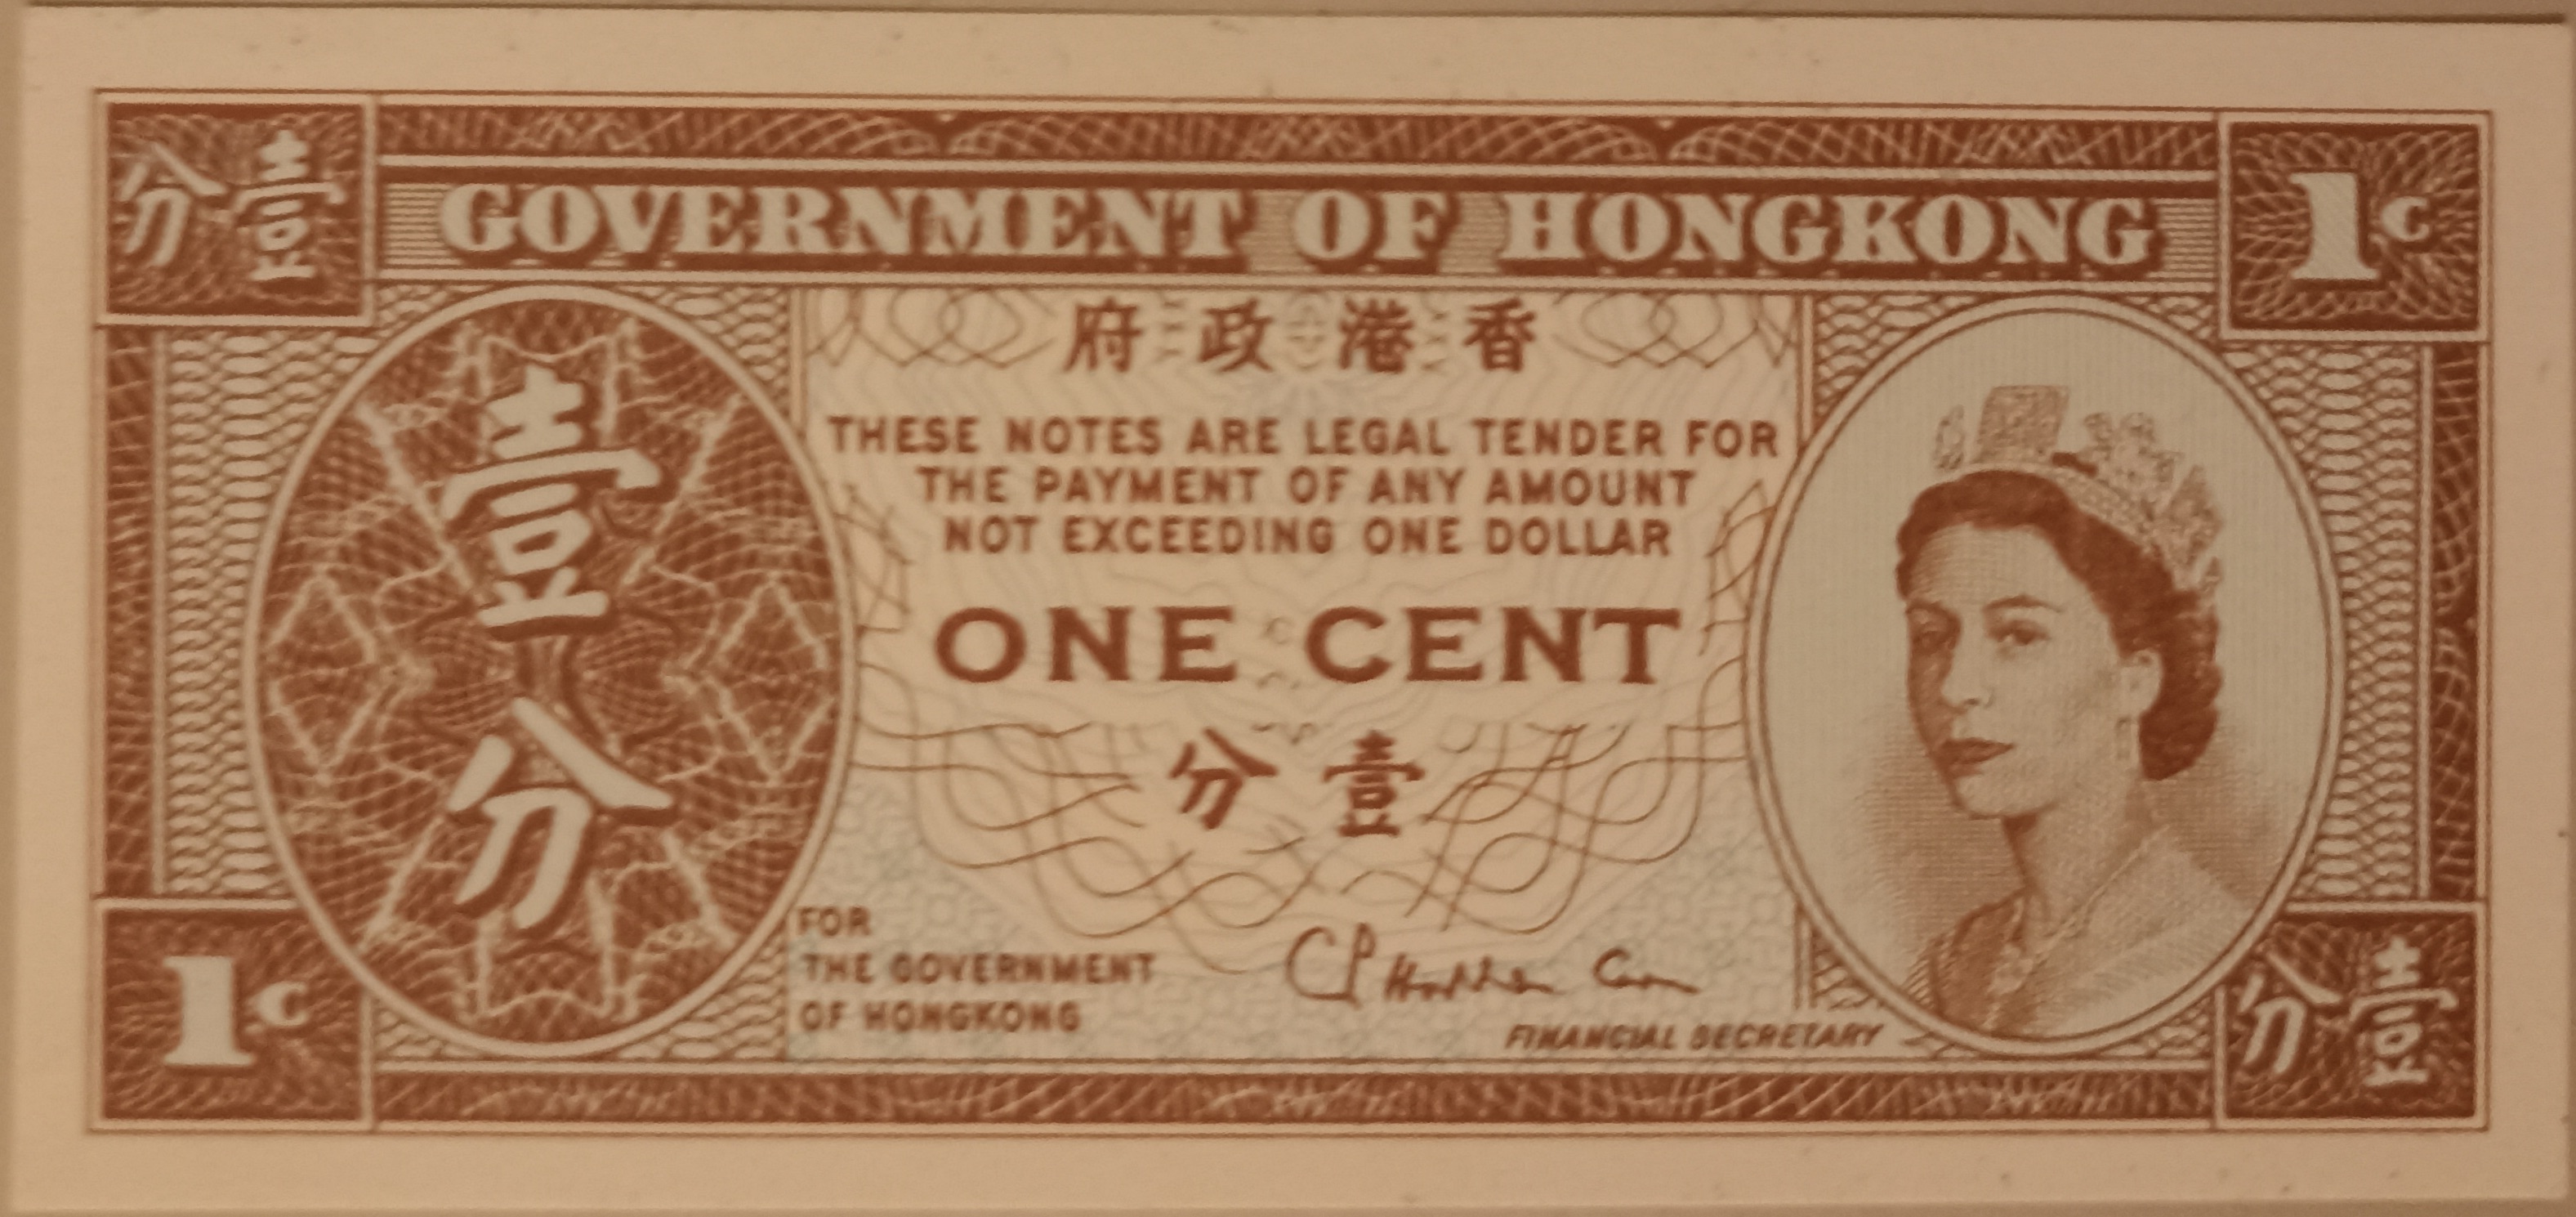 分壹
GOVERNMENT OF HONGKONG
1c
府政港香
THESE NOTES ARE LEGAL TENDER FOR
THE PAYMENT OF ANY AMOUNT
NOT EXCEEDING ONE DOLLAR
ONE CENT
分壹
壹
分
FOR
THE GOVERNMENT
OF HONGKONG
FINANCIAL SECRETARY
1c
分壹